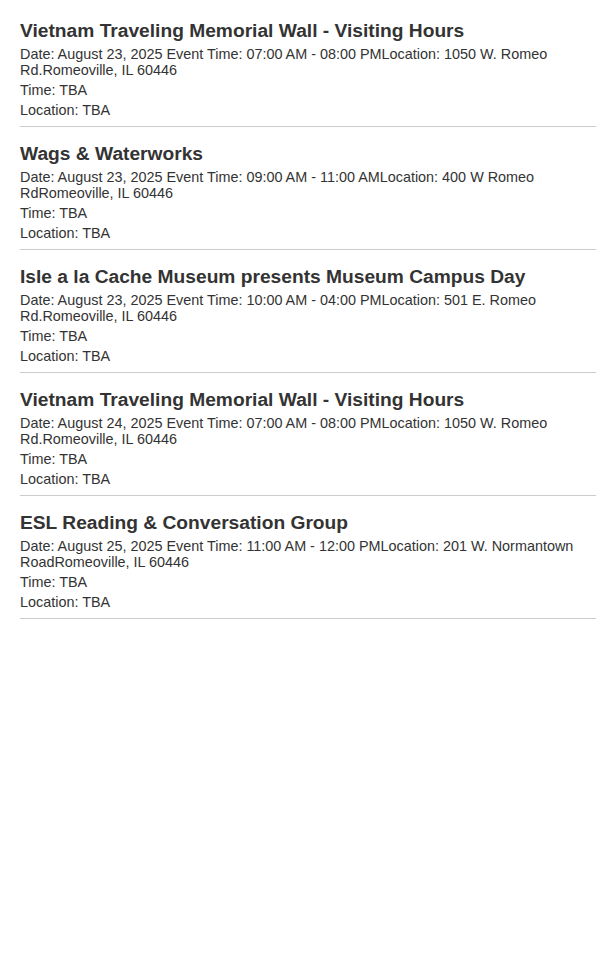 Vietnam Traveling Memorial Wall - Visiting Hours
Date: August 23, 2025 Event Time: 07:00 AM - 08:00 PMLocation: 1050 W. Romeo
Rd.Romeoville, IL 60446
Time: TBA
Location: TBA
Wags & Waterworks
Date: August 23, 2025 Event Time: 09:00 AM - 11:00 AMLocation: 400 W Romeo
RdRomeoville, IL 60446
Time: TBA
Location: TBA
Isle a la Cache Museum presents Museum Campus Day
Date: August 23, 2025 Event Time: 10:00 AM - 04:00 PMLocation: 501 E. Romeo
Rd.Romeoville, IL 60446
Time: TBA
Location: TBA
Vietnam Traveling Memorial Wall - Visiting Hours
Date: August 24, 2025 Event Time: 07:00 AM - 08:00 PMLocation: 1050 W. Romeo
Rd.Romeoville, IL 60446
Time: TBA
Location: TBA
ESL Reading & Conversation Group
Date: August 25, 2025 Event Time: 11:00 AM - 12:00 PMLocation: 201 W. Normantown
RoadRomeoville, IL 60446
Time: TBA
Location: TBA